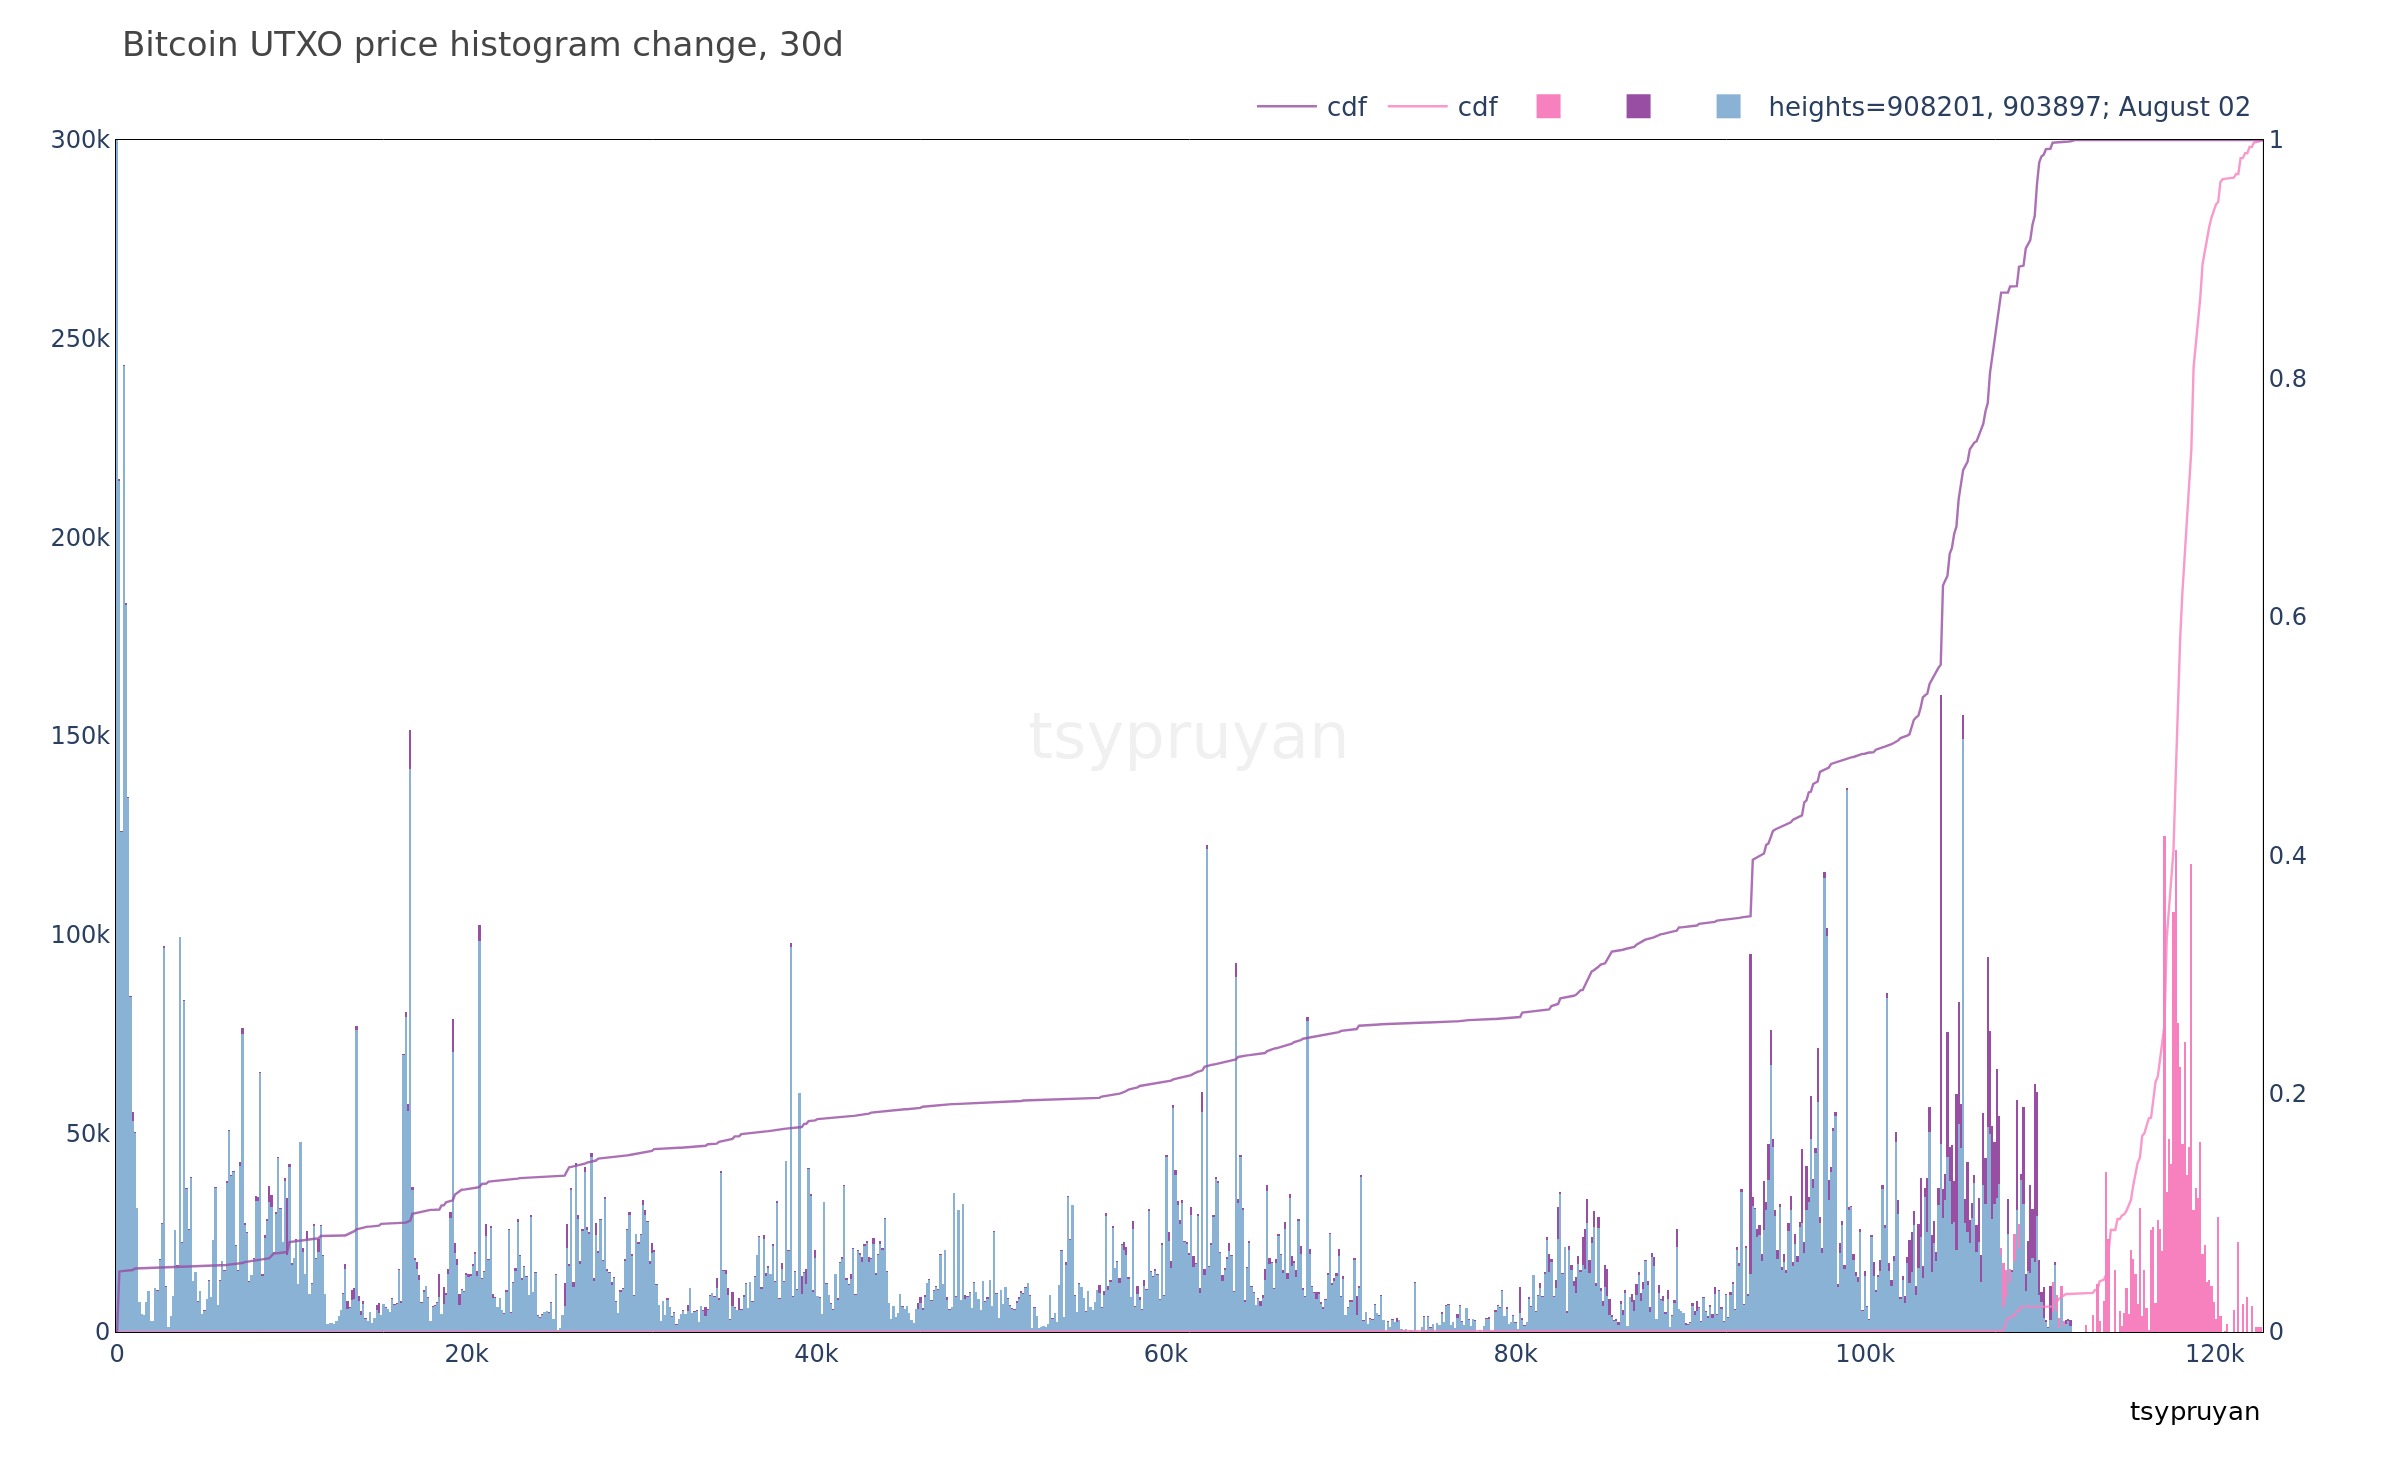 Bitcoin UTXO price histogram change, 30d
cdf cdf heights=908201, 903897; August 02
300k 1
250k
0.8
200k
0.6
150k
tsypruyan
0.4
100k
0.2
50k
0 0
0 20k 40k 60k 80k 100k 120k
tsypruyan